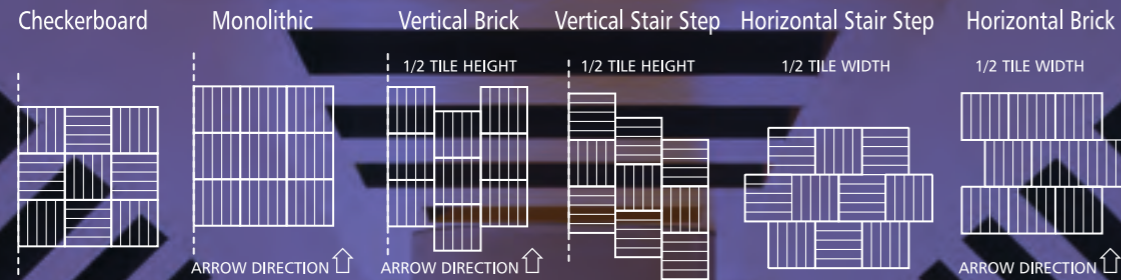 Checkerboard
Monolithic
Vertical Brick
Vertical Stair Step
Horizontal Stair Step
Horizontal Brick
1/2 TILE HEIGHT
1/2 TILE HEIGHT
1/2 TILE WIDTH
1/2 TILE WIDTH
ARROW DIRECTION
ARROW DIRECTION
ARROW DIRECTION